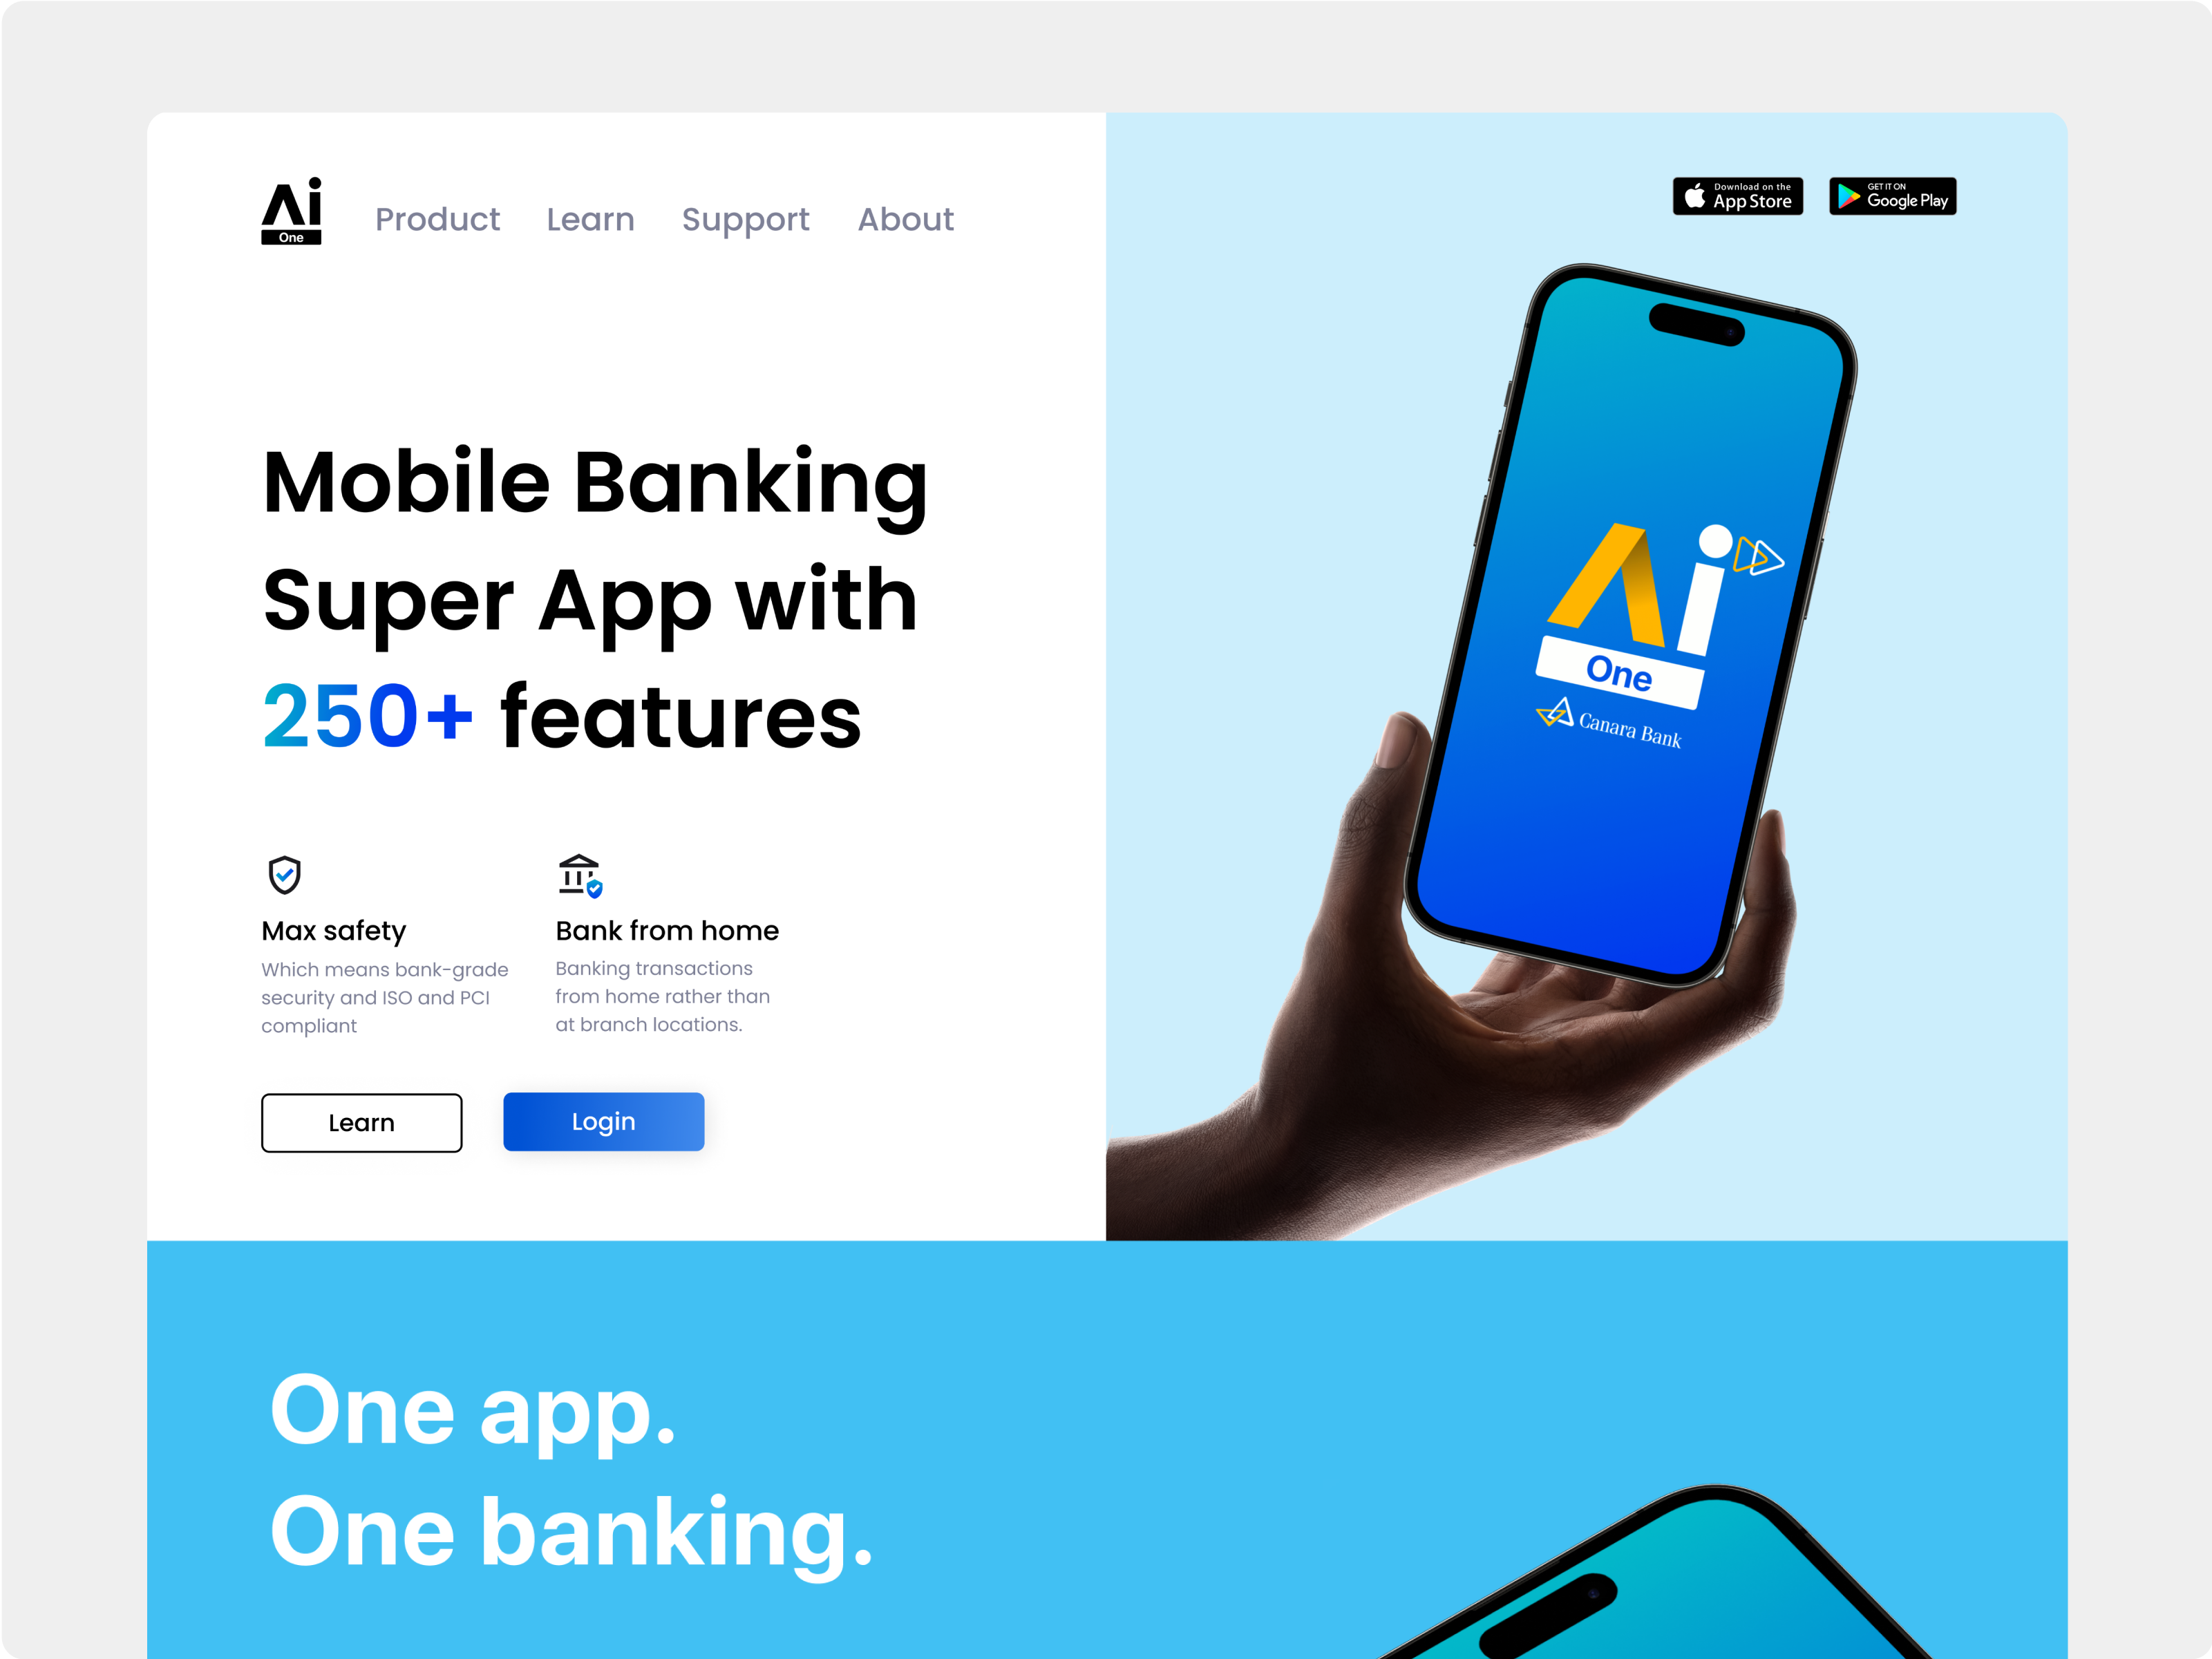 Ai
One
Product Learn Support About
Download on the
App Store
GET IT ON
Google Play
Mobile Banking
Super App with
250+ features
Ai
One
Canara Bank
Max safety
Which means bank-grade
security and ISO and PCI
compliant
Bank from home
Banking transactions
from home rather than
at branch locations.
Learn
Login
One app.
One banking.